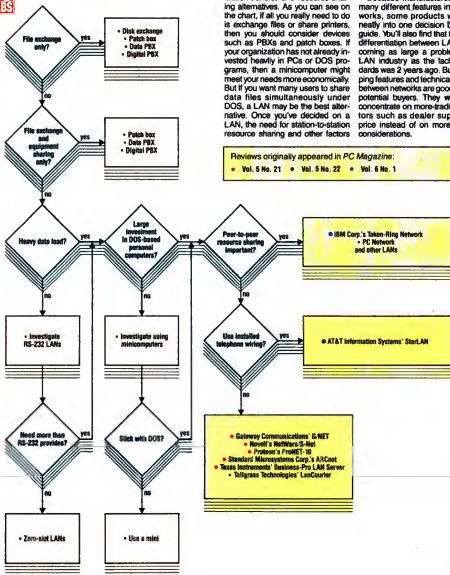 BS
ing alternatives. As you can see on
the chart, if all you really need to do
is exchange files or share printers,
then you should consider devices
such as PBXs and patch boxes. If
your organization has not already in-
vested heavily in PCs or DOS pro-
grams, then a minicomputer might
meet your needs more economically.
But if you want many users to share
data files simultaneously under
DOS, a LAN may be the best alter-
native. Once you've decided on a
LAN, the need for station-to-station
resource sharing and other factors
many different features in
works, some products w
neatly into one decision b
guide. You'll also find that t
differentiation between LA
coming as large a proble
LAN industry as the lack
dards was 2 years ago. Bu
ping features and technica
between networks are good
potential buyers. They w
concentrate on more-tradi
tors such as dealer sup
price instead of on more
considerations.
Reviews originally appeared in PC Magazine:
• Vol. 5 No. 21 • Vol. 5 No. 22 • Vol. 6 No. 1
File exchange
only?
yes
• Disk exchange
• Patch box
• Data PBX
• Digital PBX
no
File exchange
and
equipment
sharing
only?
yes
• Patch box
• Data PBX
• Digital PBX
no
Heavy data load?
yes
Large
investment
in DOS-based
personal
computers?
yes
Peer-to-peer
resource sharing
important?
yes
• IBM Corp.'s Token-Ring Network
• PC Network
and other LANs
no
no
no
• Investigate
RS-232 LANs
• Investigate using
minicomputers
Use installed
telephone wiring?
yes
• AT&T Information Systems' StarLAN
no
Need more than
RS-232 provides?
yes
Stick with DOS?
yes
• Gateway Communications' G/NET
• Novell's NetWare/S-Net
• Proteon's ProNET-10
• Standard Microsystems Corp.'s ARCnet
• Texas Instruments' Business-Pro LAN Server
• Tallgrass Technologies' LanCourier
no
no
• Zero-slot LANs
• Use a mini